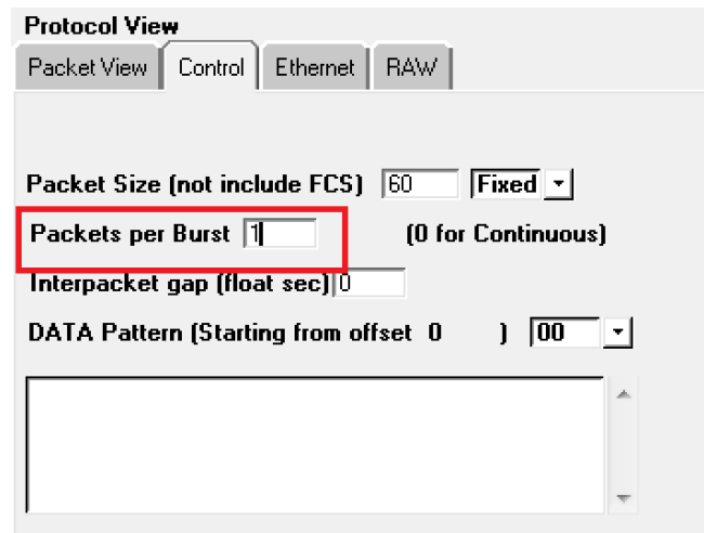 Protocol View
Packet View Control Ethernet RAW
Packet Size (not include FCS) 60 Fixed
Packets per Burst 1 (0 for Continuous)
Interpacket gap (float sec) 0
DATA Pattern (Starting from offset 0 ) 00